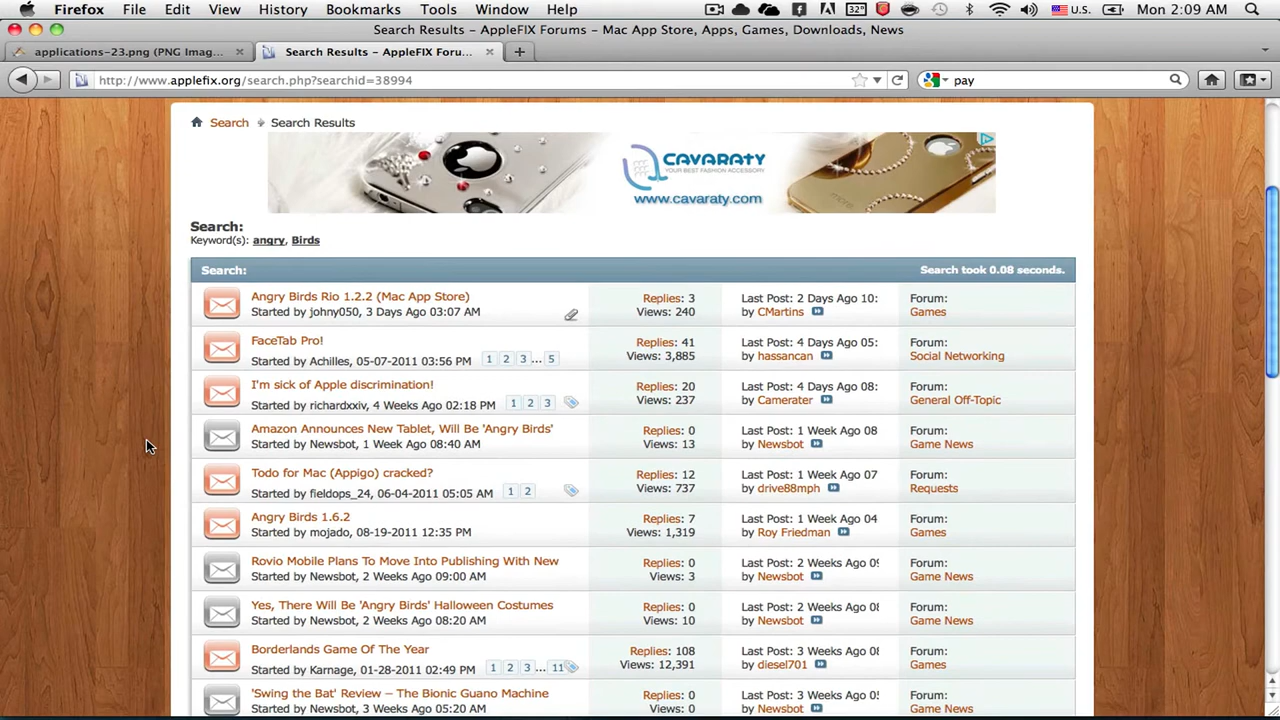 Firefox File Edit View History Bookmarks Tools Window Help 32° U.S. Mon 2:09 AM
Search Results – AppleFIX Forums – Mac App Store, Apps, Games, Downloads, News
applications-23.png (PNG Imag... Search Results – AppleFIX Foru...
http://www.applefix.org/search.php?searchid=38994 pay
Search Search Results
CAVARATY
YOUR BEST FASHION ACCESSORY
www.cavaraty.com
Search:
Keyword(s): angry, Birds
Search: Search took 0.08 seconds.
Angry Birds Rio 1.2.2 (Mac App Store) Replies: 3 Last Post: 2 Days Ago 10: Forum:
Started by johny050, 3 Days Ago 03:07 AM Views: 240 by CMartins Games
FaceTab Pro! Replies: 41 Last Post: 4 Days Ago 05: Forum:
Started by Achilles, 05-07-2011 03:56 PM 1 2 3 ... 5 Views: 3,885 by hassancan Social Networking
I'm sick of Apple discrimination! Replies: 20 Last Post: 4 Days Ago 08: Forum:
Started by richardxxiv, 4 Weeks Ago 02:18 PM 1 2 3 Views: 237 by Camerater General Off-Topic
Amazon Announces New Tablet, Will Be 'Angry Birds' Replies: 0 Last Post: 1 Week Ago 08 Forum:
Started by Newsbot, 1 Week Ago 08:40 AM Views: 13 by Newsbot Game News
Todo for Mac (Appigo) cracked? Replies: 12 Last Post: 1 Week Ago 07 Forum:
Started by fieldops_24, 06-04-2011 05:05 AM 1 2 Views: 737 by drive88mph Requests
Angry Birds 1.6.2 Replies: 7 Last Post: 1 Week Ago 04 Forum:
Started by mojado, 08-19-2011 12:35 PM Views: 1,319 by Roy Friedman Games
Rovio Mobile Plans To Move Into Publishing With New Replies: 0 Last Post: 2 Weeks Ago 09 Forum:
Started by Newsbot, 2 Weeks Ago 09:00 AM Views: 3 by Newsbot Game News
Yes, There Will Be 'Angry Birds' Halloween Costumes Replies: 0 Last Post: 2 Weeks Ago 08 Forum:
Started by Newsbot, 2 Weeks Ago 08:20 AM Views: 10 by Newsbot Game News
Borderlands Game Of The Year Replies: 108 Last Post: 3 Weeks Ago 08 Forum:
Started by Karnage, 01-28-2011 02:49 PM 1 2 3 ... 11 Views: 12,391 by diesel701 Games
'Swing the Bat' Review – The Bionic Guano Machine Replies: 0 Last Post: 3 Weeks Ago 05 Forum:
Started by Newsbot, 3 Weeks Ago 05:20 AM Views: 0 by Newsbot Game News